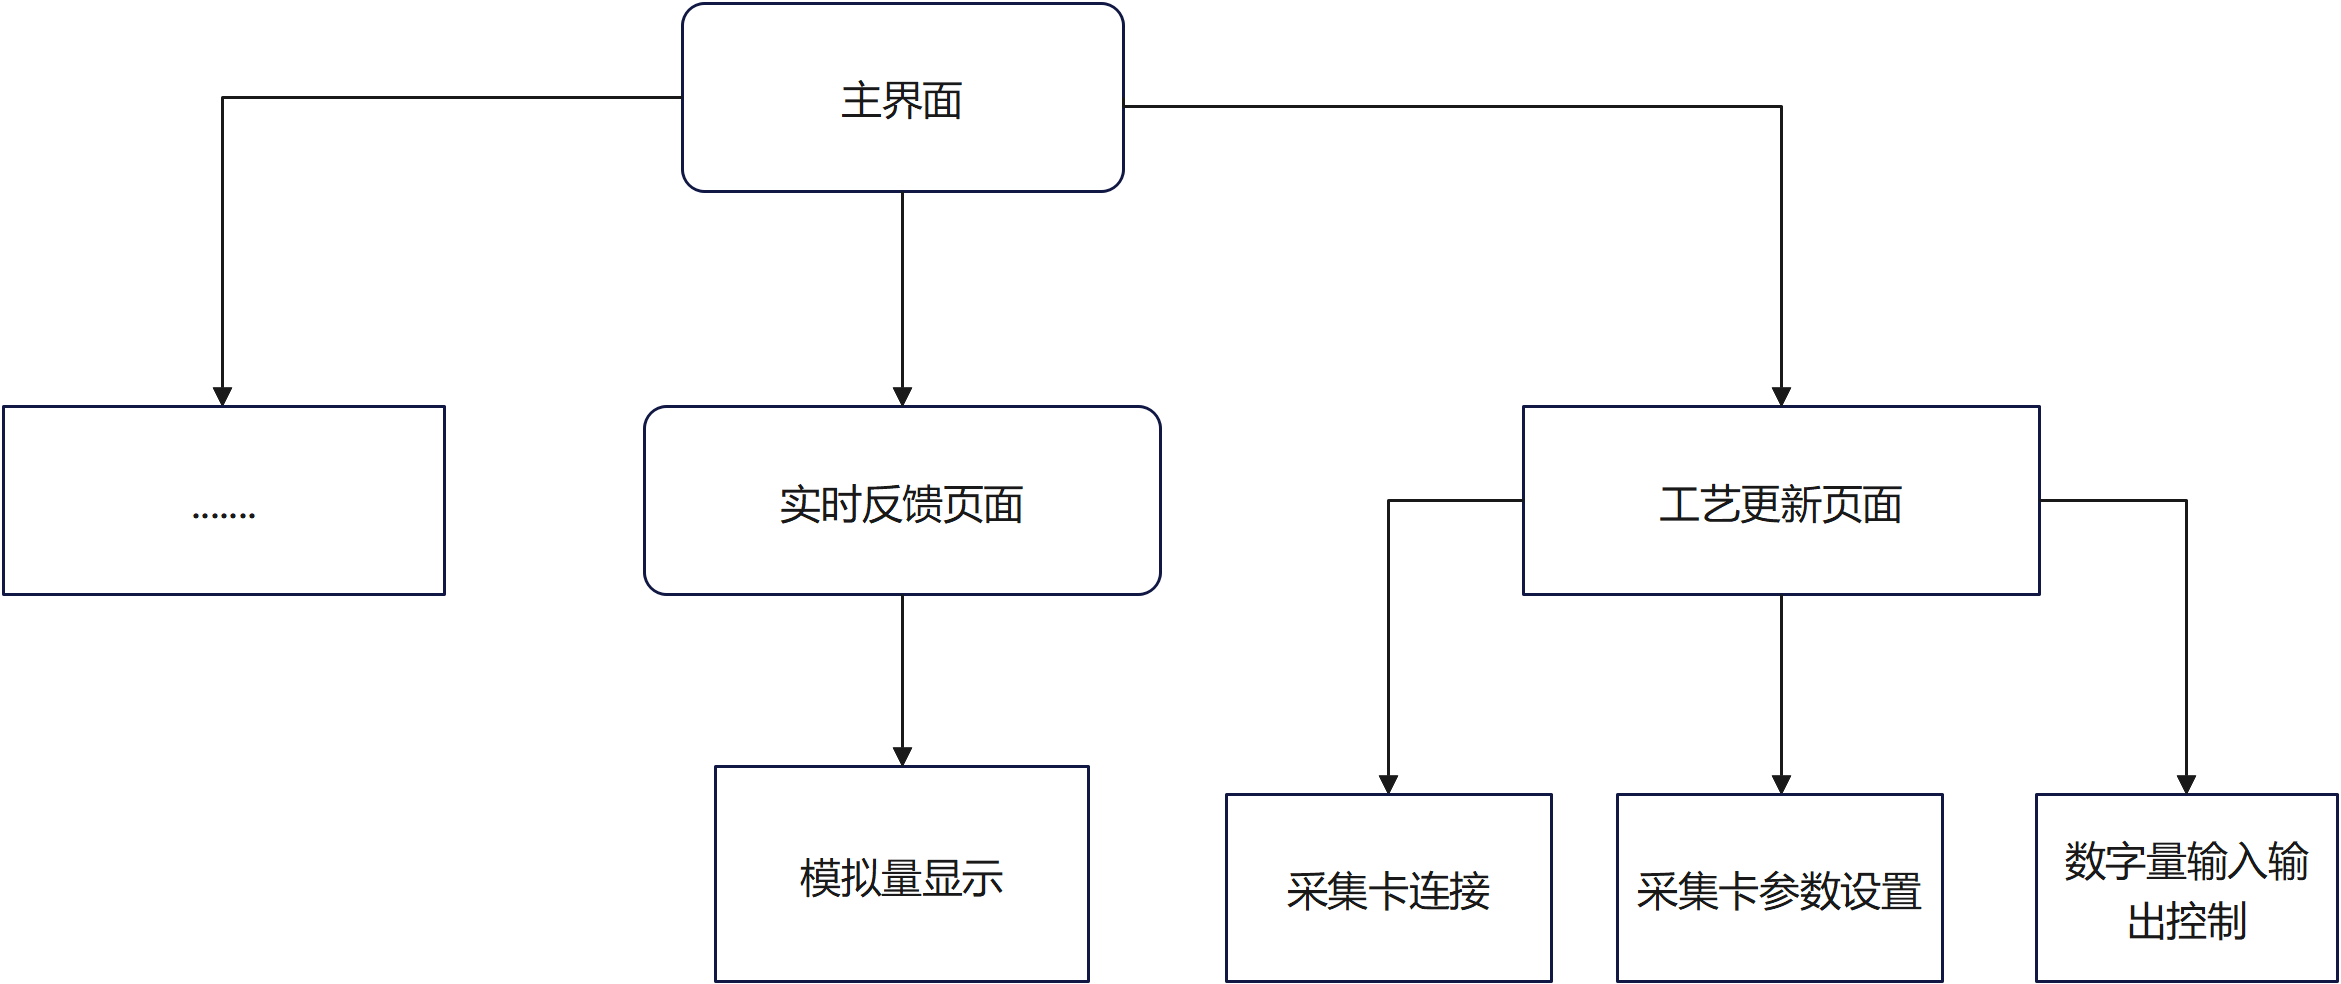 主界面
.......
实时反馈页面
工艺更新页面
模拟量显示
采集卡连接
采集卡参数设置
数字量输入输
出控制